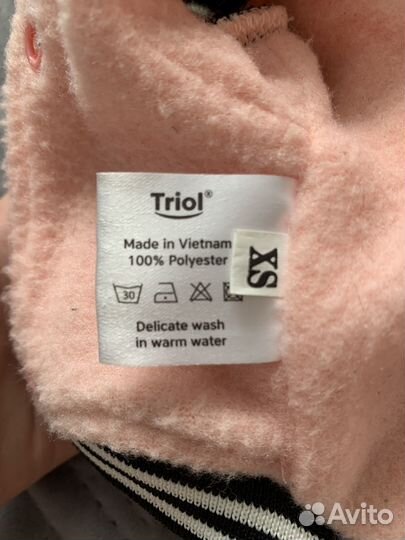 Triol®
Made in Vietnam
100% Polyester
XS
30
Delicate wash
in warm water
Avito